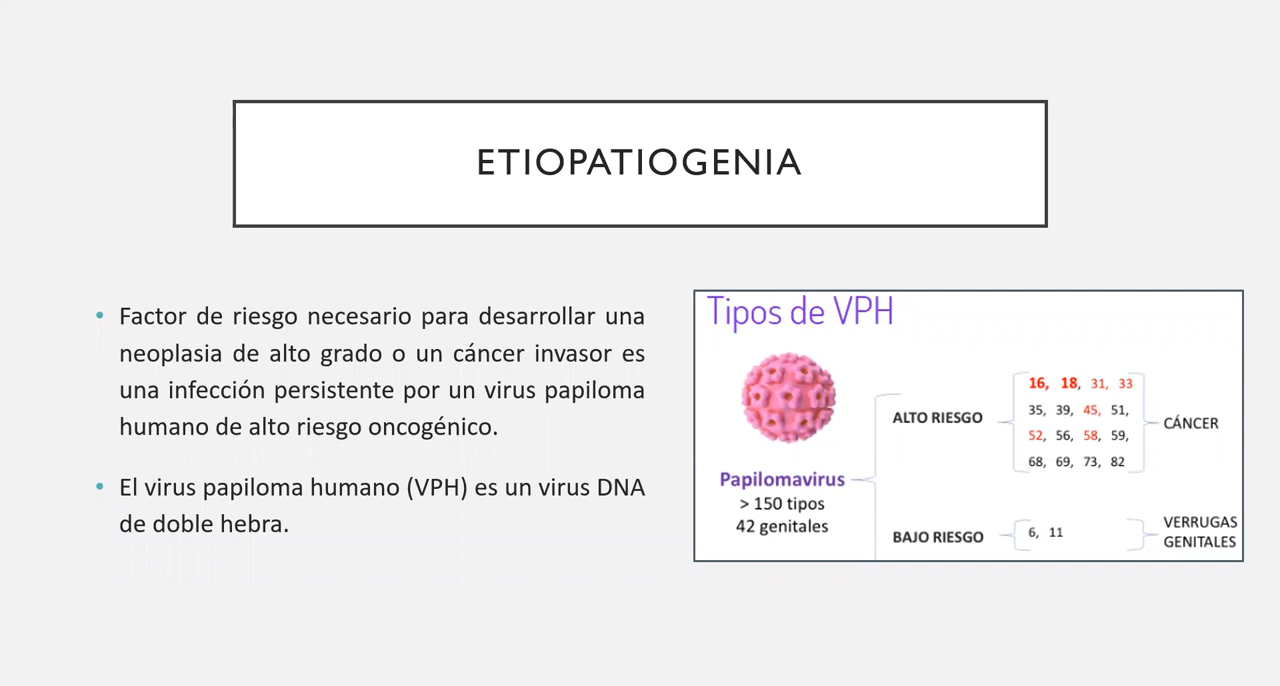 ETIOPATIOGENIA
• Factor de riesgo necesario para desarrollar una
neoplasia de alto grado o un cáncer invasor es
una infección persistente por un virus papiloma
humano de alto riesgo oncogénico.
• El virus papiloma humano (VPH) es un virus DNA
de doble hebra.
Tipos de VPH
Papilomavirus
> 150 tipos
42 genitales
ALTO RIESGO
16, 18, 31, 33
35, 39, 45, 51,
52, 56, 58, 59,
68, 69, 73, 82
CÁNCER
BAJO RIESGO
6, 11
VERRUGAS
GENITALES